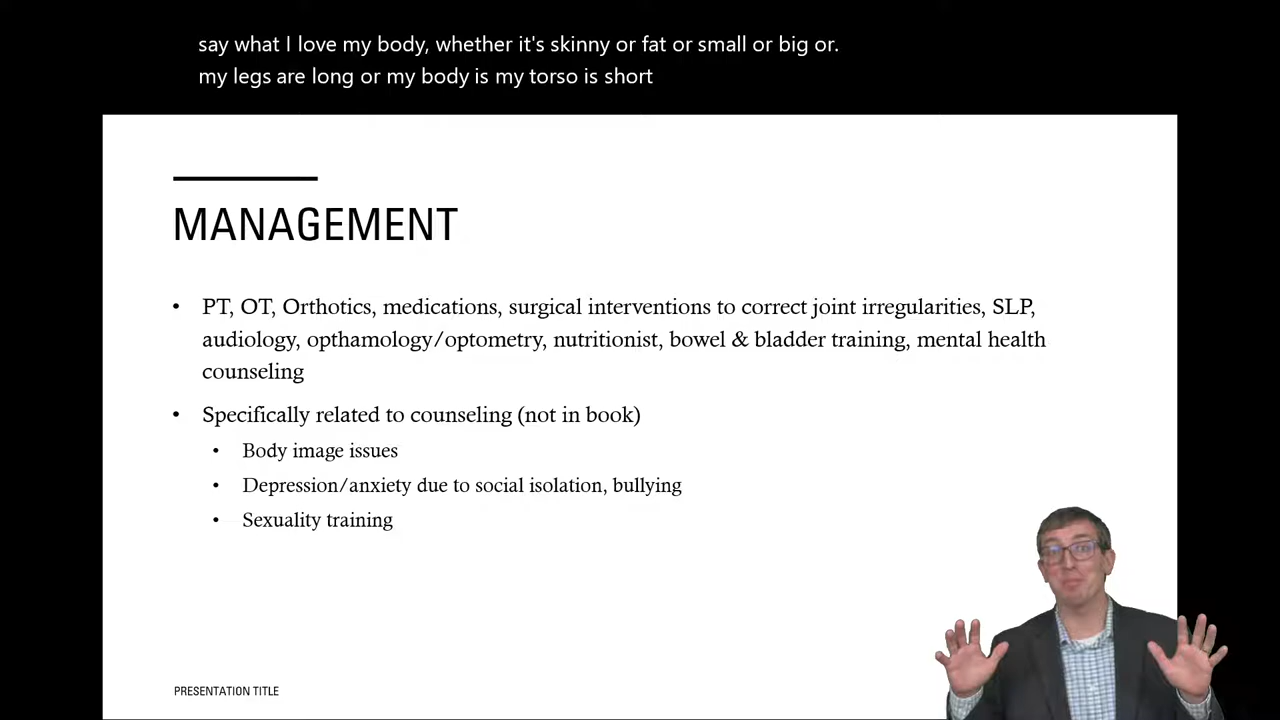 say what I love my body, whether it's skinny or fat or small or big or.
my legs are long or my body is my torso is short
MANAGEMENT
• PT, OT, Orthotics, medications, surgical interventions to correct joint irregularities, SLP,
audiology, opthamology/optometry, nutritionist, bowel & bladder training, mental health
counseling
• Specifically related to counseling (not in book)
• Body image issues
• Depression/anxiety due to social isolation, bullying
• Sexuality training
PRESENTATION TITLE